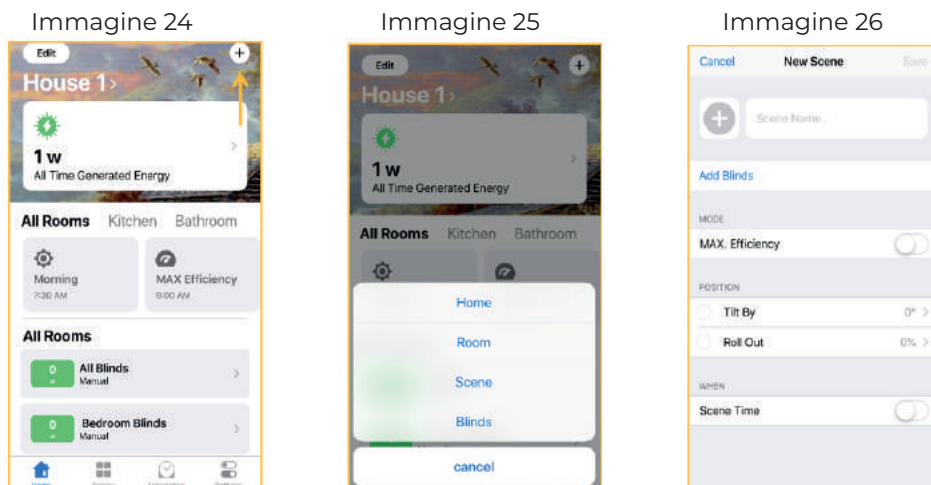 Immagine 24
Edit
House 1 >
1 w
All Time Generated Energy
All Rooms Kitchen Bathroom
Morning
7:30 AM
MAX Efficiency
9:00 AM
All Rooms
0
All Blinds
Manual
0
Bedroom Blinds
Manual
Home
Immagine 25
Edit
House 1 >
1 w
All Time Generated Energy
All Rooms Kitchen Bathroom
Home
Room
Scene
Blinds
cancel
Immagine 26
Cancel New Scene Save
Scene Name...
Add Blinds
MODE
MAX. Efficiency
POSITION
Tilt By 0° >
Roll Out 0% >
WHEN
Scene Time